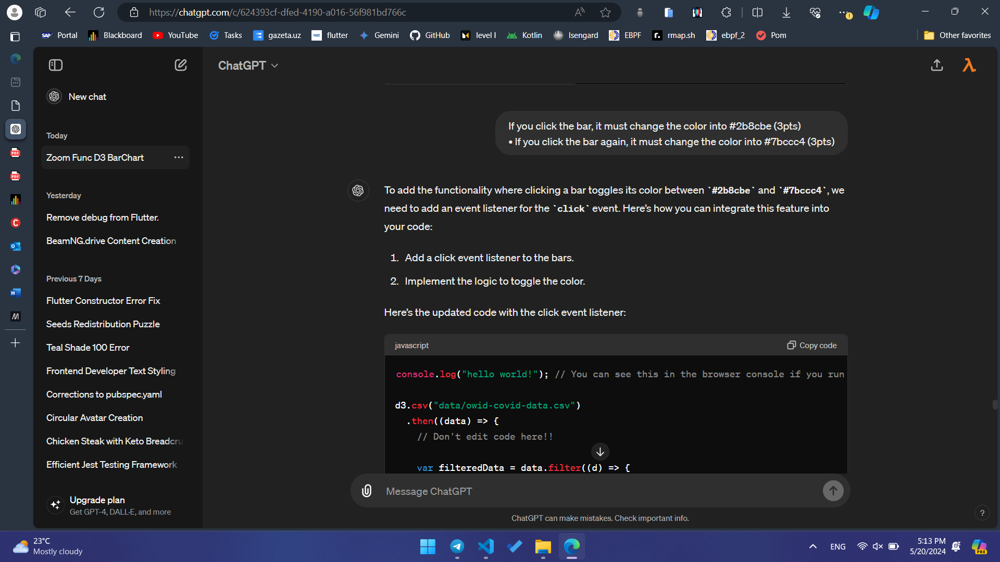 https://chatgpt.com/c/624393cf-dfed-4190-a016-56f981bd766c
Portal
Blackboard
YouTube
Tasks
gazeta.uz
flutter
Gemini
GitHub
level I
Kotlin
Isengard
EBPF
rmap.sh
ebpf_2
Pom
Other favorites
ChatGPT
New chat
Today
Zoom Func D3 BarChart
Yesterday
Remove debug from Flutter.
BeamNG.drive Content Creation
Previous 7 Days
Flutter Constructor Error Fix
Seeds Redistribution Puzzle
Teal Shade 100 Error
Frontend Developer Text Styling
Corrections to pubspec.yaml
Circular Avatar Creation
Chicken Steak with Keto Breadcru
Efficient Jest Testing Framework
Upgrade plan
Get GPT-4, DALL·E, and more
If you click the bar, it must change the color into #2b8cbe (3pts)
• If you click the bar again, it must change the color into #7bccc4 (3pts)
To add the functionality where clicking a bar toggles its color between `#2b8cbe` and `#7bccc4`, we
need to add an event listener for the `click` event. Here's how you can integrate this feature into
your code:
1. Add a click event listener to the bars.
2. Implement the logic to toggle the color.
Here's the updated code with the click event listener:
javascript
Copy code
console.log("hello world!"); // You can see this in the browser console if you run
d3.csv("data/owid-covid-data.csv")
.then((data) => {
// Don't edit code here!!
var filteredData = data.filter((d) => {
Message ChatGPT
ChatGPT can make mistakes. Check important info.
?
23°C
Mostly cloudy
ENG
5:13 PM
5/20/2024
PRE